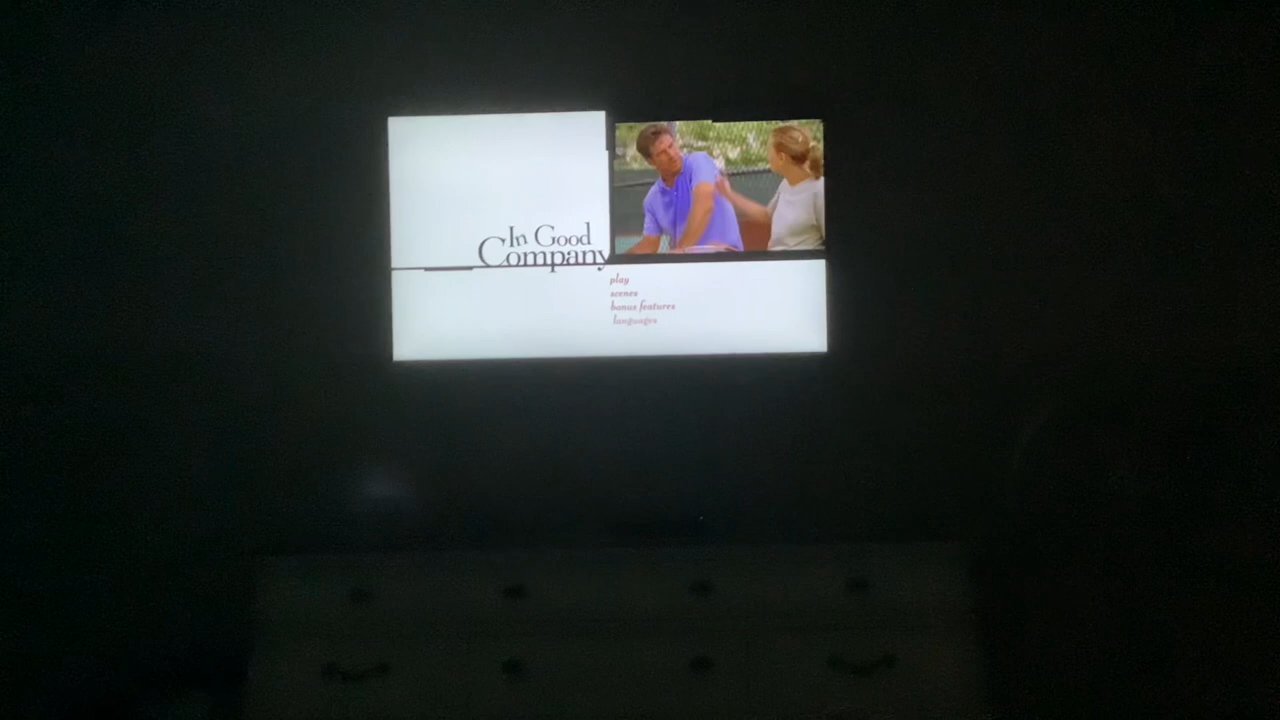 In Good
Company
play
scenes
bonus features
languages